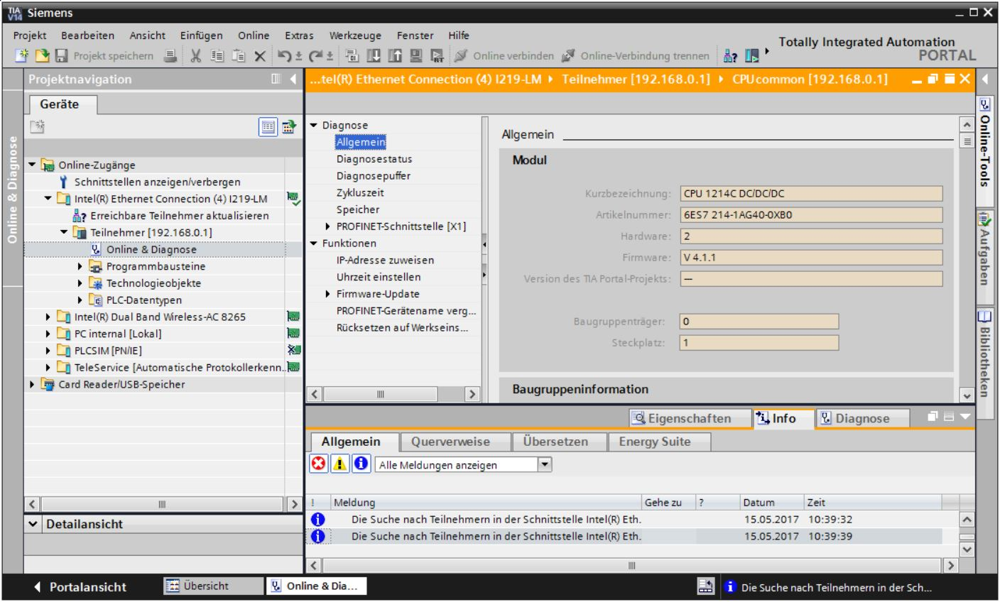 TIA
V14
Siemens
Projekt Bearbeiten Ansicht Einfügen Online Extras Werkzeuge Fenster Hilfe
Totally Integrated Automation
PORTAL
Projekt speichern
Online verbinden
Online-Verbindung trennen
Projektnavigation
...tel(R) Ethernet Connection (4) I219-LM Teilnehmer [192.168.0.1] CPUcommon [192.168.0.1]
Geräte
Online & Diagnose
Online-Zugänge
Schnittstellen anzeigen/verbergen
Intel(R) Ethernet Connection (4) I219-LM
Erreichbare Teilnehmer aktualisieren
Teilnehmer [192.168.0.1]
Online & Diagnose
Programmbausteine
Technologieobjekte
PLC-Datentypen
Intel(R) Dual Band Wireless-AC 8265
PC internal [Lokal]
PLCSIM [PN/IE]
TeleService [Automatische Protokollerkenn..
Card Reader/USB-Speicher
Detailansicht
Diagnose
Allgemein
Diagnosestatus
Diagnosepuffer
Zykluszeit
Speicher
PROFINET-Schnittstelle [X1]
Funktionen
IP-Adresse zuweisen
Uhrzeit einstellen
Firmware-Update
PROFINET-Gerätename verg...
Rücksetzen auf Werkseins...
Allgemein
Modul
Kurzbezeichnung: CPU 1214C DC/DC/DC
Artikelnummer: 6ES7 214-1AG40-0XB0
Hardware: 2
Firmware: V 4.1.1
Version des TIA Portal-Projekts: ---
Baugruppenträger: 0
Steckplatz: 1
Baugruppeninformation
Online-Tools
Aufgaben
Bibliotheken
Eigenschaften Info Diagnose
Allgemein Querverweise Übersetzen Energy Suite
Alle Meldungen anzeigen
! Meldung Gehe zu ? Datum Zeit
Die Suche nach Teilnehmern in der Schnittstelle Intel(R) Eth. 15.05.2017 10:39:32
Die Suche nach Teilnehmern in der Schnittstelle Intel(R) Eth. 15.05.2017 10:39:39
Portalansicht
Übersicht
Online & Dia...
Die Suche nach Teilnehmern in der Sch...